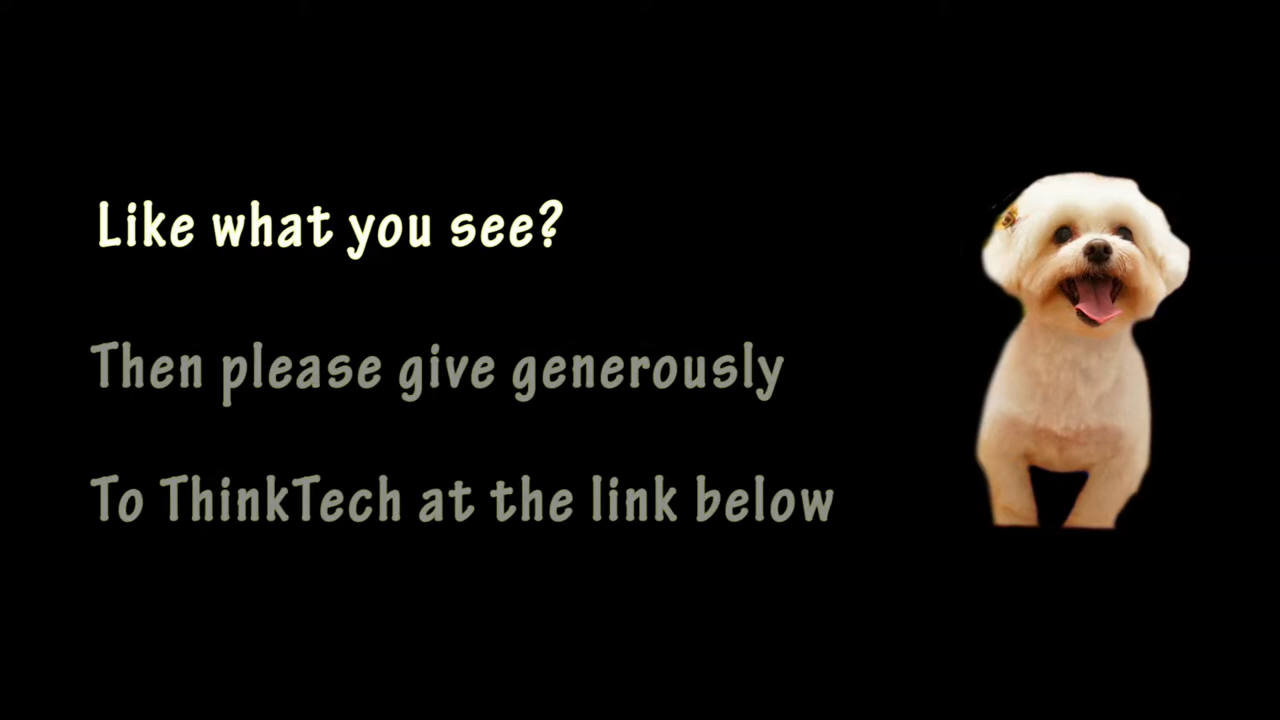 Like what you see?
Then please give generously
To ThinkTech at the link below